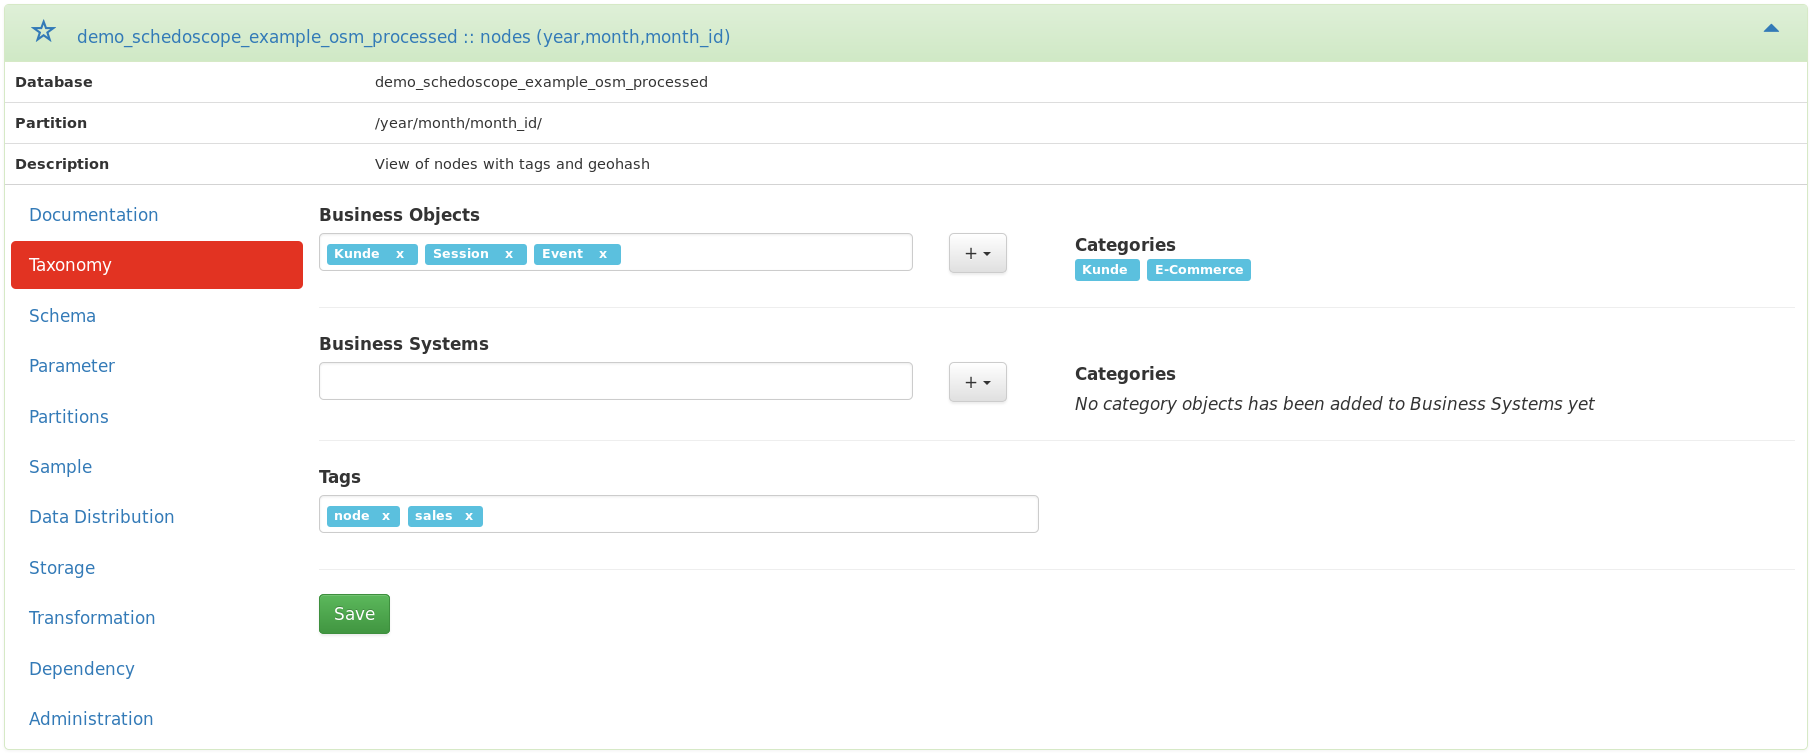 demo_schedoscope_example_osm_processed :: nodes (year,month,month_id)
Database demo_schedoscope_example_osm_processed
Partition /year/month/month_id/
Description View of nodes with tags and geohash
Documentation
Taxonomy
Schema
Parameter
Partitions
Sample
Data Distribution
Storage
Transformation
Dependency
Administration
Business Objects
Kunde x Session x Event x
+
Categories
Kunde E-Commerce
Business Systems
+
Categories
No category objects has been added to Business Systems yet
Tags
node x sales x
Save